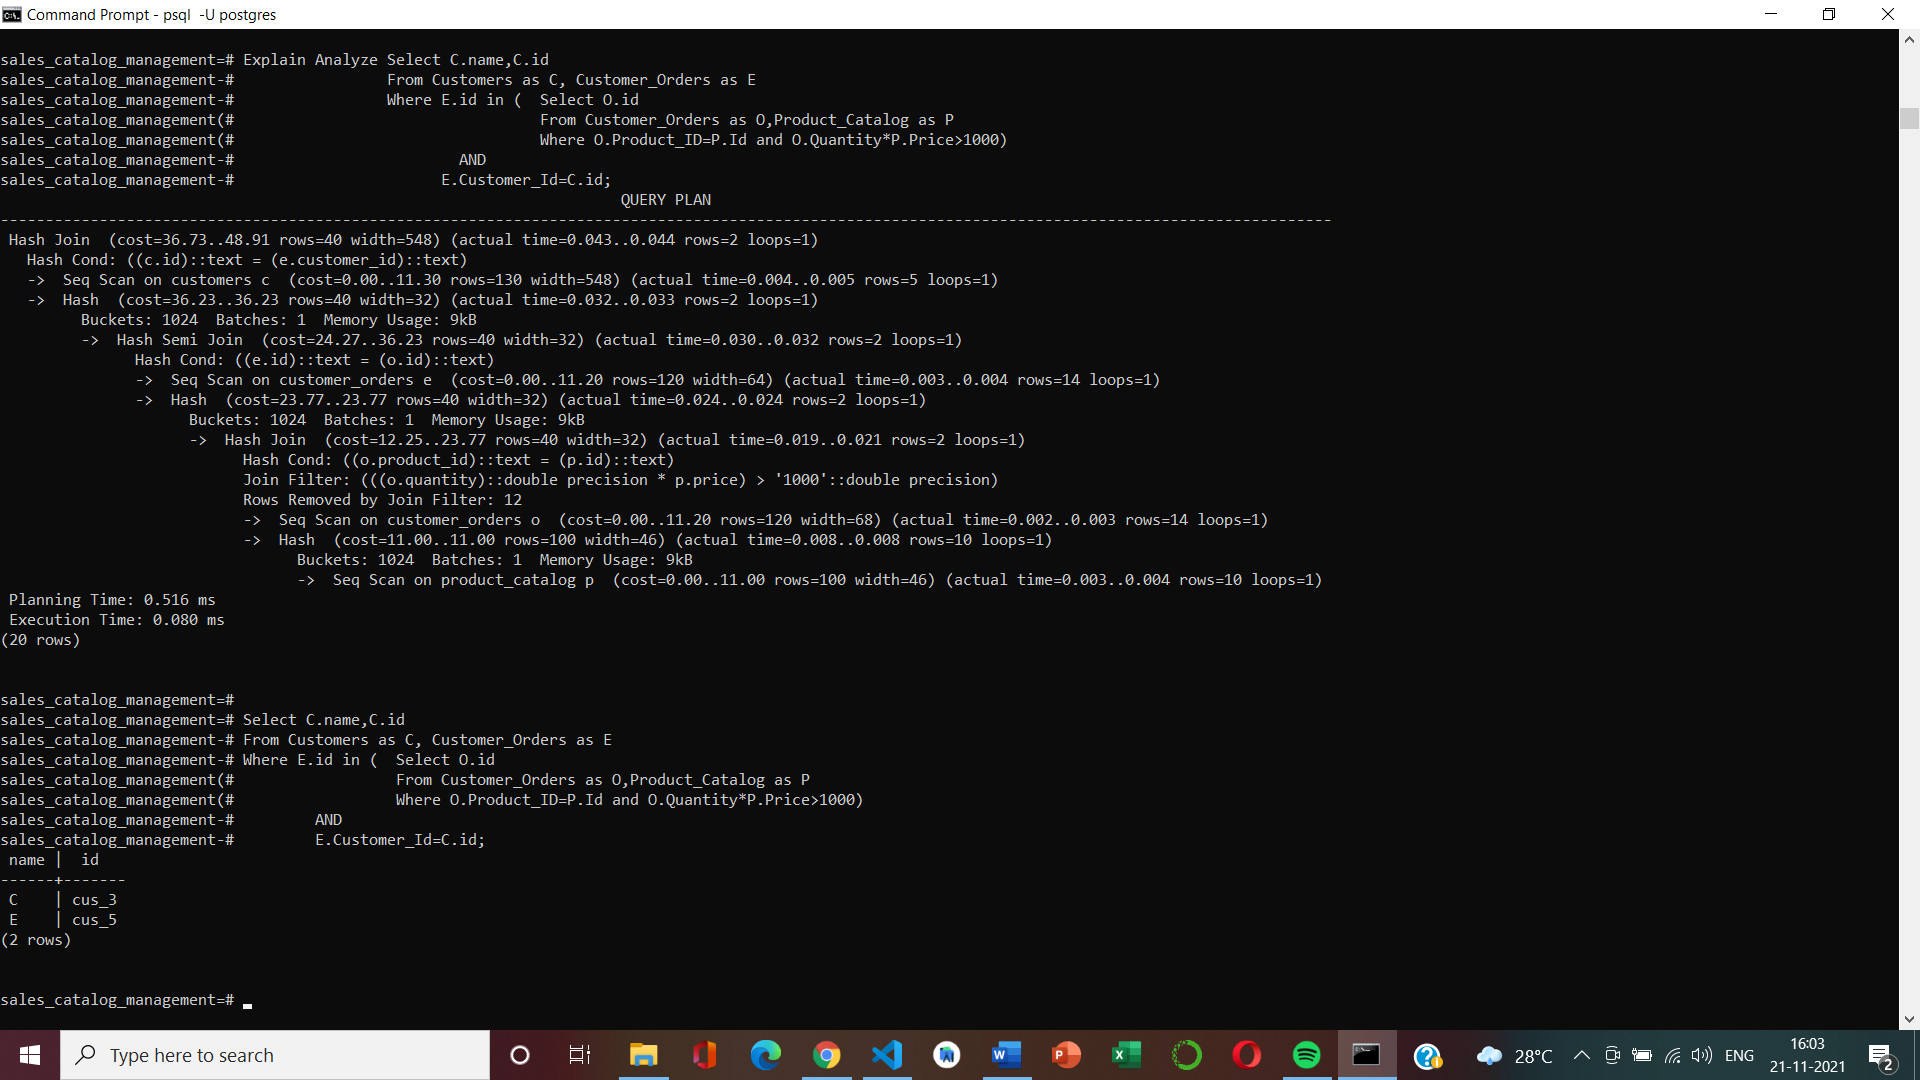 Command Prompt - psql  -U postgres
sales_catalog_management=# Explain Analyze Select C.name,C.id
sales_catalog_management-#                 From Customers as C, Customer_Orders as E
sales_catalog_management-#                 Where E.id in (  Select O.id
sales_catalog_management(#                                  From Customer_Orders as O,Product_Catalog as P
sales_catalog_management(#                                  Where O.Product_ID=P.Id and O.Quantity*P.Price>1000)
sales_catalog_management-#                         AND
sales_catalog_management-#                       E.Customer_Id=C.id;
QUERY PLAN
----------------------------------------------------------------------------------------------------------------------------------------------------
Hash Join  (cost=36.73..48.91 rows=40 width=548) (actual time=0.043..0.044 rows=2 loops=1)
Hash Cond: ((c.id)::text = (e.customer_id)::text)
->  Seq Scan on customers c  (cost=0.00..11.30 rows=130 width=548) (actual time=0.004..0.005 rows=5 loops=1)
->  Hash  (cost=36.23..36.23 rows=40 width=32) (actual time=0.032..0.033 rows=2 loops=1)
Buckets: 1024  Batches: 1  Memory Usage: 9kB
->  Hash Semi Join  (cost=24.27..36.23 rows=40 width=32) (actual time=0.030..0.032 rows=2 loops=1)
Hash Cond: ((e.id)::text = (o.id)::text)
->  Seq Scan on customer_orders e  (cost=0.00..11.20 rows=120 width=64) (actual time=0.003..0.004 rows=14 loops=1)
->  Hash  (cost=23.77..23.77 rows=40 width=32) (actual time=0.024..0.024 rows=2 loops=1)
Buckets: 1024  Batches: 1  Memory Usage: 9kB
->  Hash Join  (cost=12.25..23.77 rows=40 width=32) (actual time=0.019..0.021 rows=2 loops=1)
Hash Cond: ((o.product_id)::text = (p.id)::text)
Join Filter: (((o.quantity)::double precision * p.price) > '1000'::double precision)
Rows Removed by Join Filter: 12
->  Seq Scan on customer_orders o  (cost=0.00..11.20 rows=120 width=68) (actual time=0.002..0.003 rows=14 loops=1)
->  Hash  (cost=11.00..11.00 rows=100 width=46) (actual time=0.008..0.008 rows=10 loops=1)
Buckets: 1024  Batches: 1  Memory Usage: 9kB
->  Seq Scan on product_catalog p  (cost=0.00..11.00 rows=100 width=46) (actual time=0.003..0.004 rows=10 loops=1)
Planning Time: 0.516 ms
Execution Time: 0.080 ms
(20 rows)
sales_catalog_management=#
sales_catalog_management=# Select C.name,C.id
sales_catalog_management-# From Customers as C, Customer_Orders as E
sales_catalog_management-# Where E.id in (  Select O.id
sales_catalog_management(#                  From Customer_Orders as O,Product_Catalog as P
sales_catalog_management(#                  Where O.Product_ID=P.Id and O.Quantity*P.Price>1000)
sales_catalog_management-#         AND
sales_catalog_management-#         E.Customer_Id=C.id;
name |  id
------+-------
C    | cus_3
E    | cus_5
(2 rows)
sales_catalog_management=#
Type here to search
28°C
ENG
16:03
21-11-2021
2